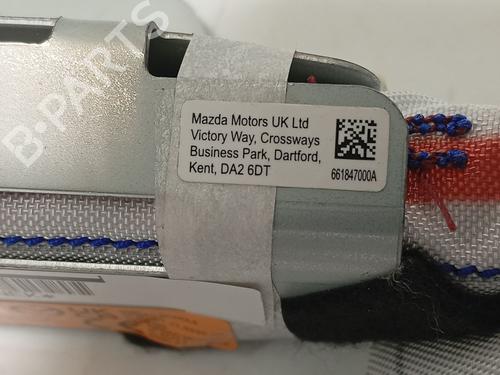 B-PARTS
Mazda Motors UK Ltd
Victory Way, Crossways
Business Park, Dartford,
Kent, DA2 6DT
661847000A